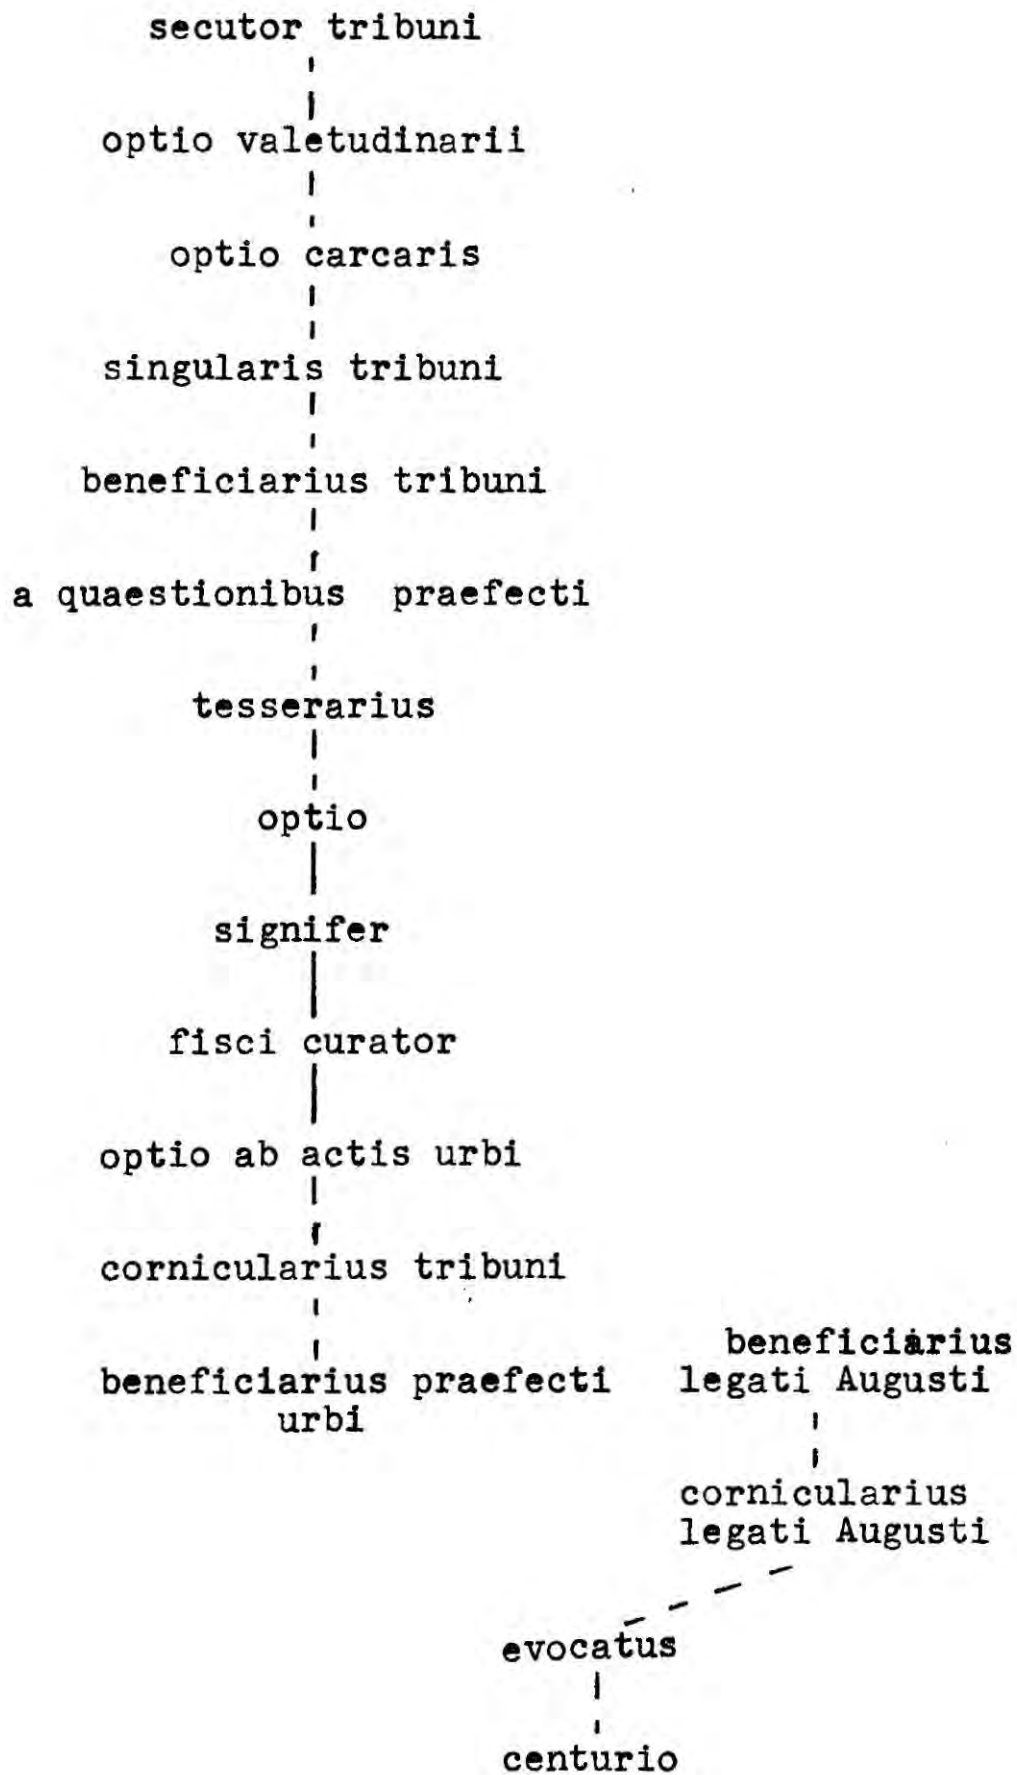 secutor tribuni
optio valetudinarii
optio carcaris
singularis tribuni
beneficiarius tribuni
a quaestionibus praefecti
tesserarius
optio
signifer
fisci curator
optio ab actis urbi
cornicularius tribuni
beneficiarius praefecti
urbi
beneficiarius
legati Augusti
cornicularius
legati Augusti
evocatus
centurio